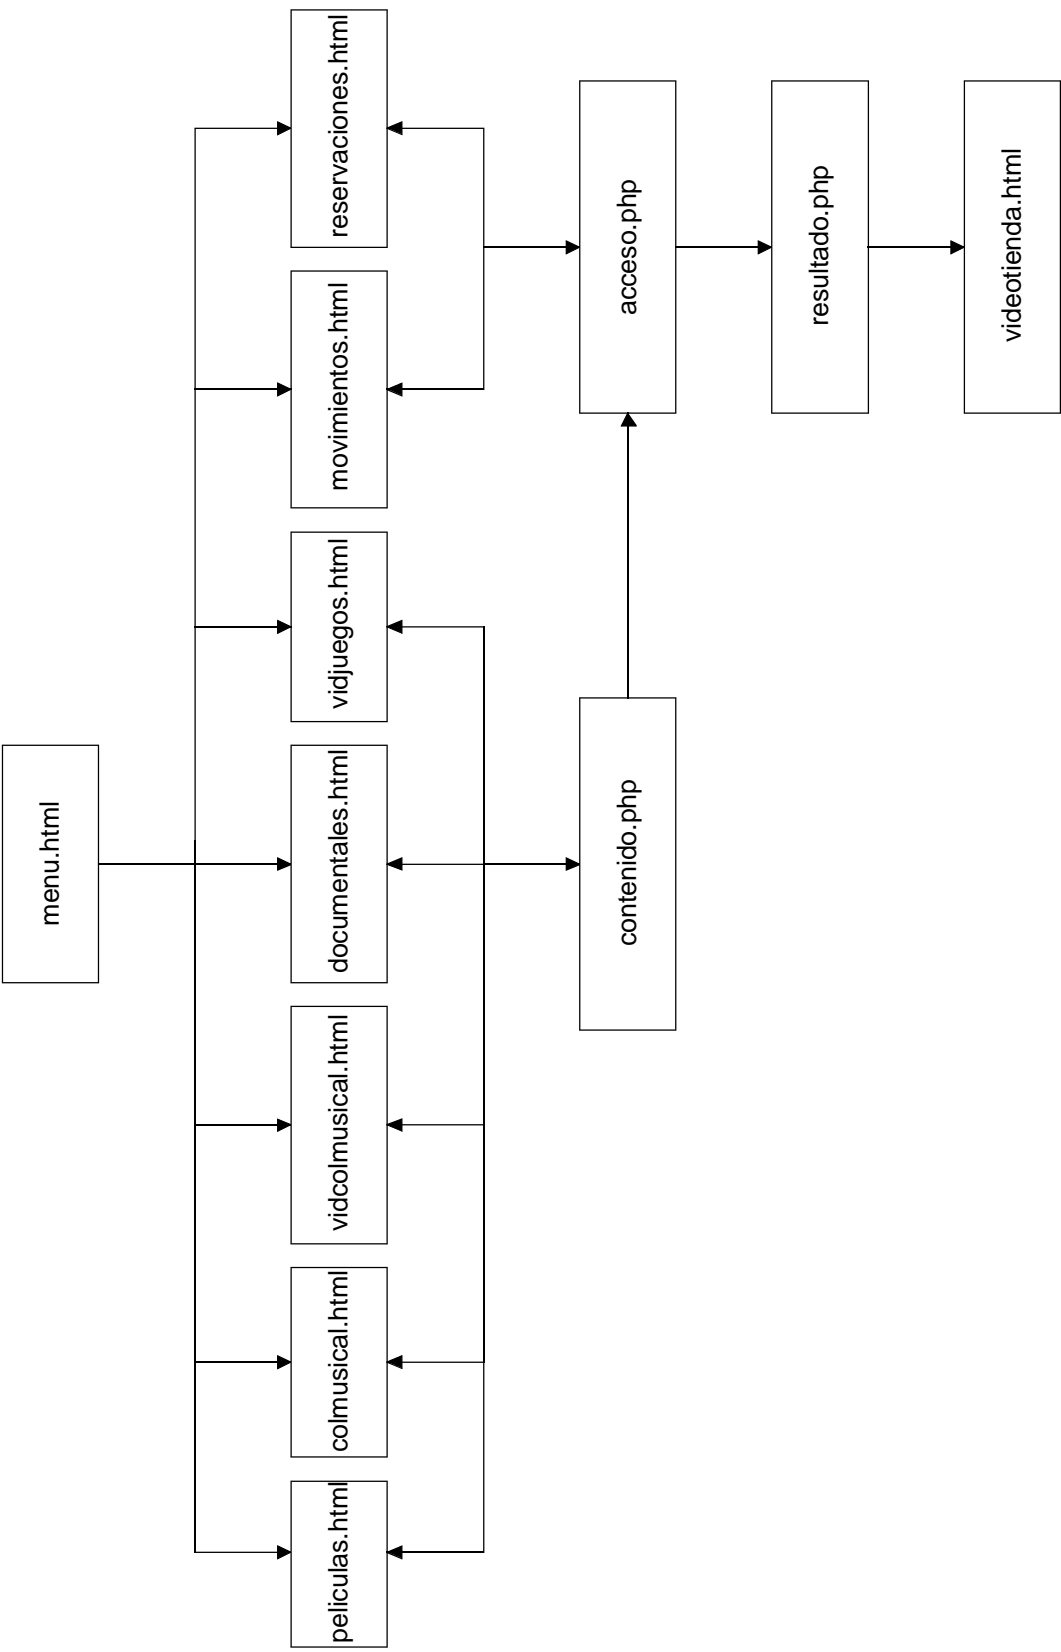 menu.html
peliculas.html
colmusical.html
vidcolmusical.html
documentales.html
vidjuegos.html
movimientos.html
reservaciones.html
contenido.php
acceso.php
resultado.php
videotienda.html